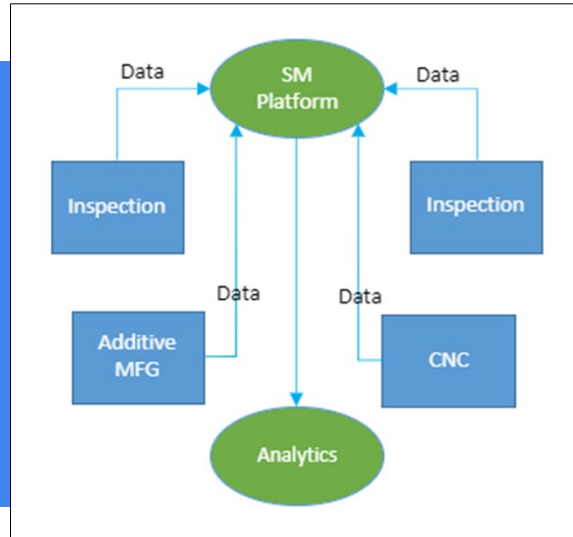 Data
SM
Platform
Data
Inspection
Inspection
Data
Data
Additive
MFG
CNC
Analytics